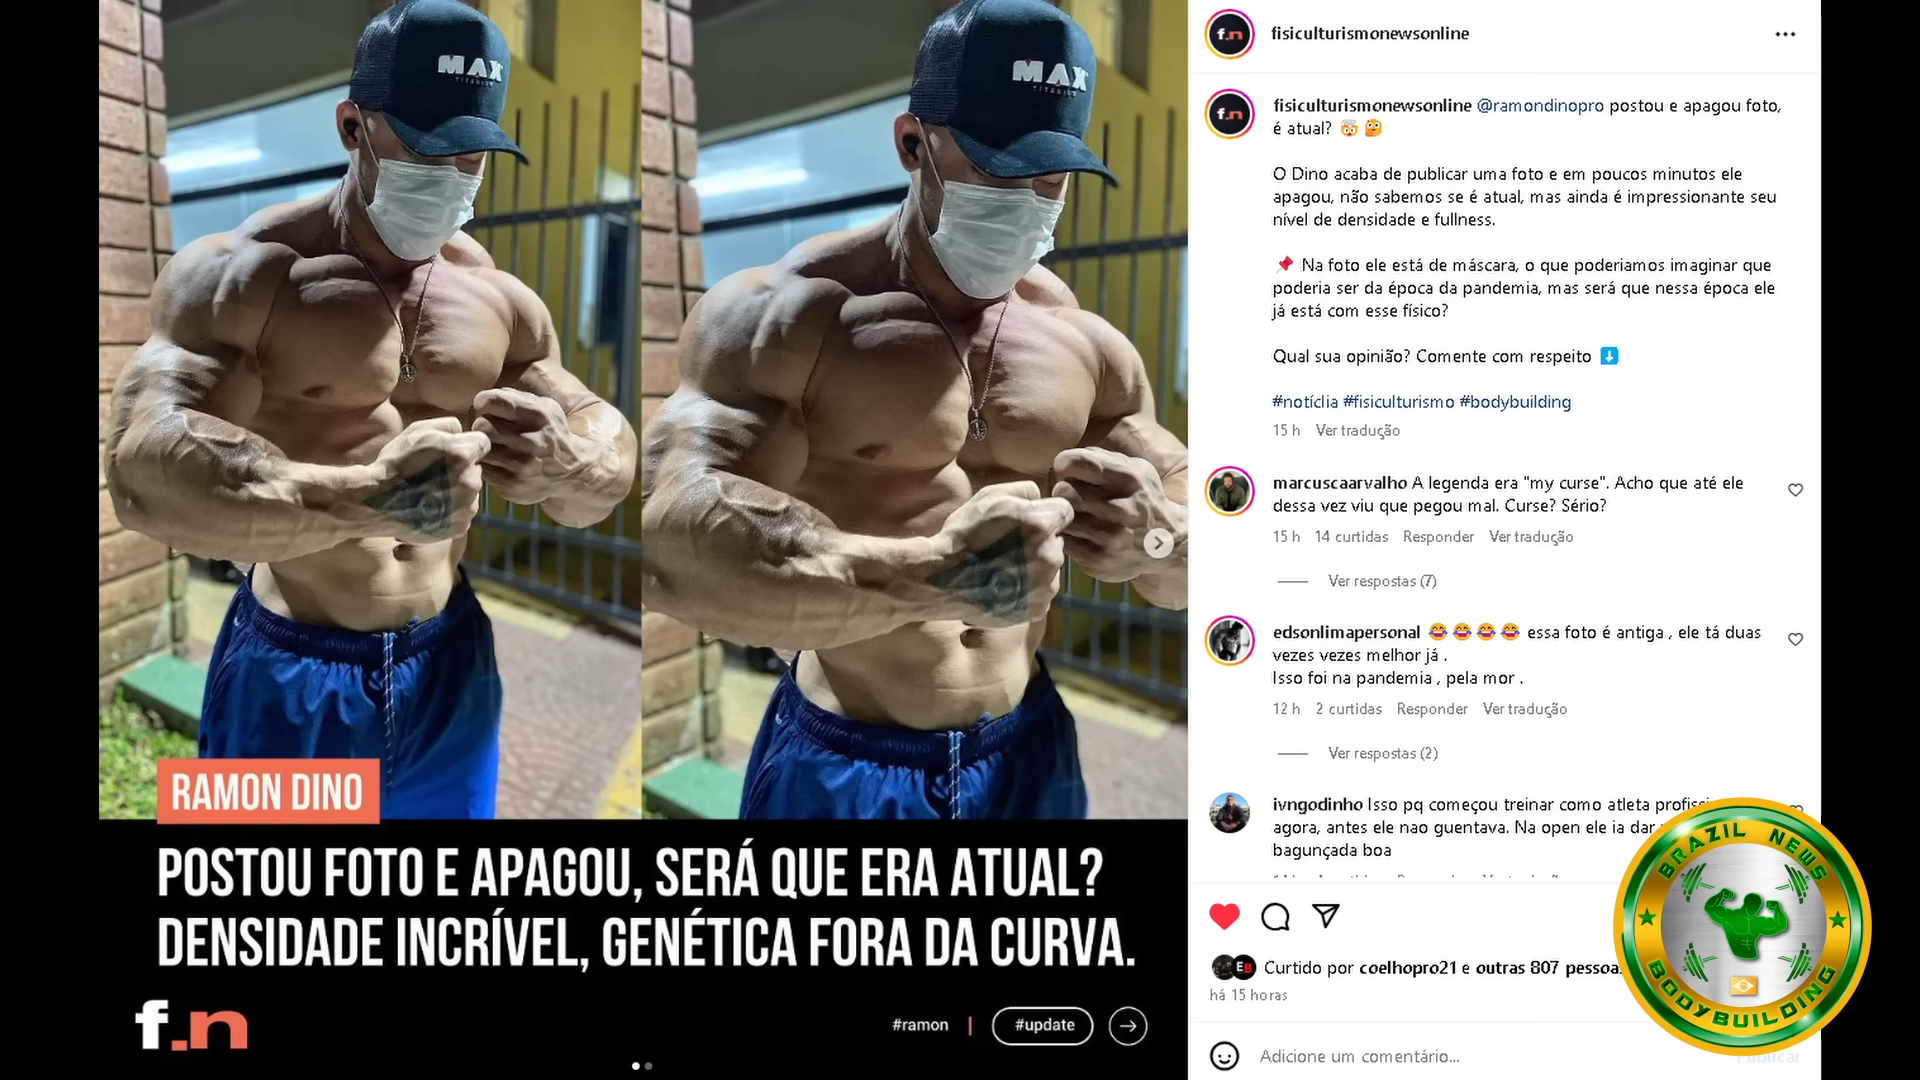 MAX
TITANIUM
MAX
TITANIUM
RAMON DINO
POSTOU FOTO E APAGOU, SERÁ QUE ERA ATUAL?
DENSIDADE INCRÍVEL, GENÉTICA FORA DA CURVA.
f.n
#ramon | #update
f.n
fisiculturismonewsonline
f.n
fisiculturismonewsonline @ramondinopro postou e apagou foto,
é atual? 🤯 🤔
O Dino acaba de publicar uma foto e em poucos minutos ele
apagou, não sabemos se é atual, mas ainda é impressionante seu
nível de densidade e fullness.
📌 Na foto ele está de máscara, o que poderiamos imaginar que
poderia ser da época da pandemia, mas será que nessa época ele
já está com esse físico?
Qual sua opinião? Comente com respeito ⬇️
#notíclia #fisiculturismo #bodybuilding
15 h Ver tradução
marcuscaarvalho A legenda era "my curse". Acho que até ele
dessa vez viu que pegou mal. Curse? Sério?
15 h 14 curtidas Responder Ver tradução
Ver respostas (7)
edsonlimapersonal 😂😂😂😂 essa foto é antiga , ele tá duas
vezes vezes melhor já .
Isso foi na pandemia , pela mor .
12 h 2 curtidas Responder Ver tradução
Ver respostas (2)
ivngodinho Isso pq começou treinar como atleta
agora, antes ele nao guentava. Na open ele ia dar
bagunçada boa
Curtido por coelhopro21 e outras 807
há 15 horas
Adicione um comentário...
Publicar
BRAZIL NEWS
BODYBUILDING